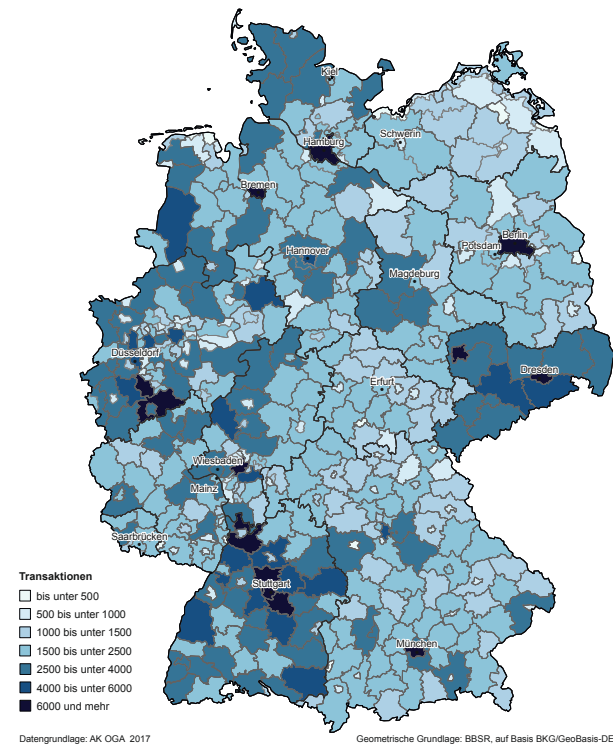 Kiel
Schwerin
Hamburg
Bremen
Berlin
Potsdam
Hannover
Magdeburg
Düsseldorf
Dresden
Erfurt
Wiesbaden
Mainz
Saarbrücken
Stuttgart
München
Transaktionen
bis unter 500
500 bis unter 1000
1000 bis unter 1500
1500 bis unter 2500
2500 bis unter 4000
4000 bis unter 6000
6000 und mehr
Datengrundlage: AK OGA 2017 Geometrische Grundlage: BBSR, auf Basis BKG/GeoBasis-DE